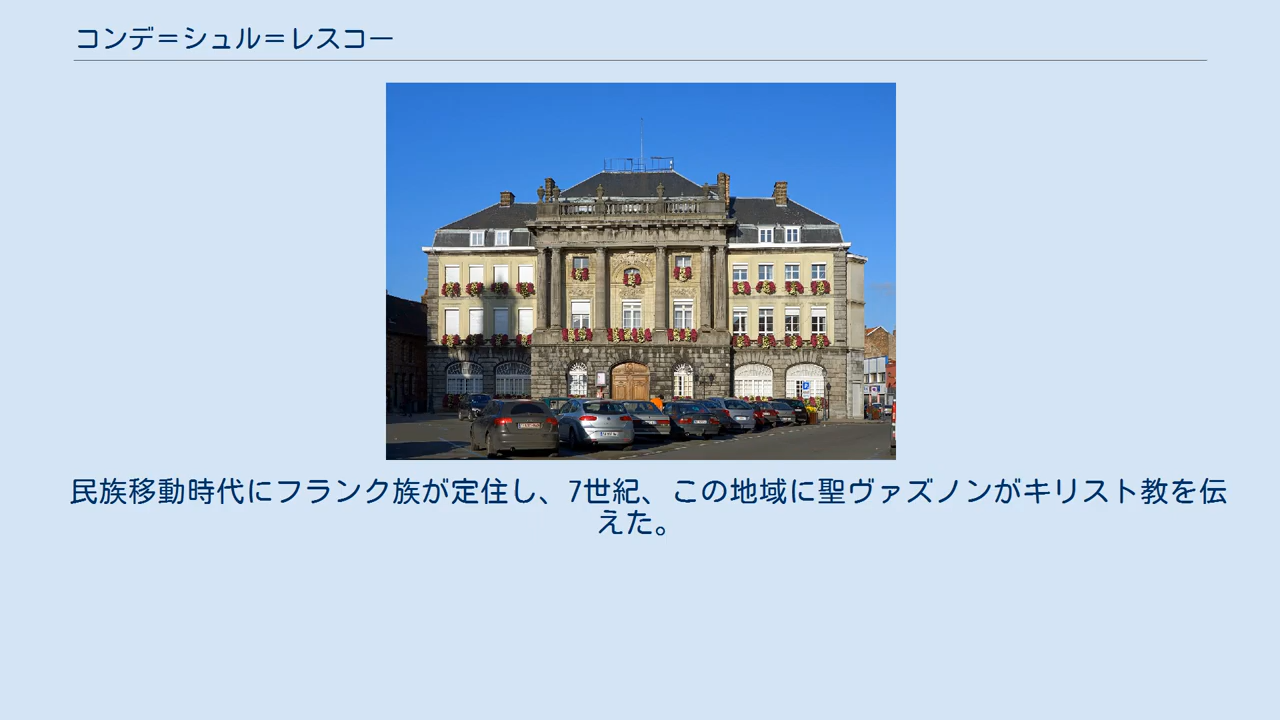 コンデ＝シュル＝レスコー
民族移動時代にフランク族が定住し、7世紀、この地域に聖ヴァズノンがキリスト教を伝
えた。